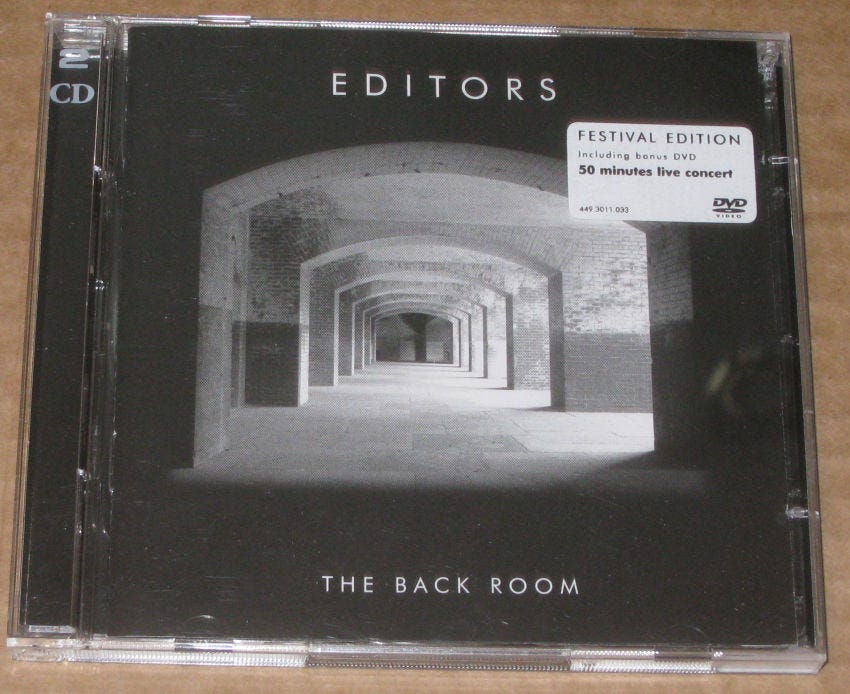 2
CD
EDITORS
FESTIVAL EDITION
Including bonus DVD
50 minutes live concert
449.3011.033
DVD
VIDEO
THE BACK ROOM